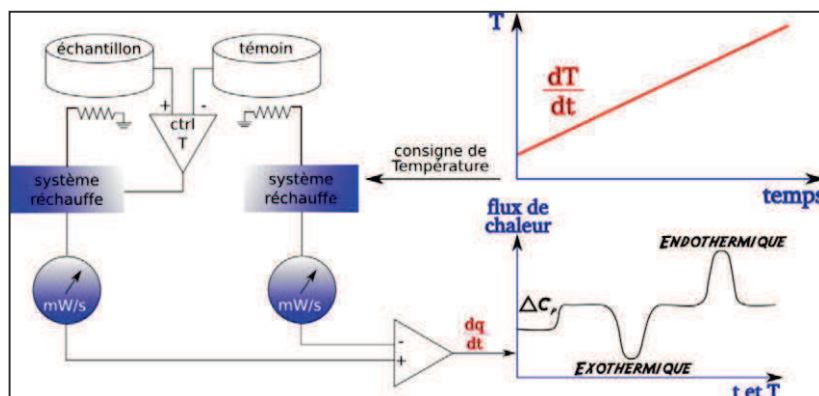 échantillon
témoin
+
-
ctrl
T
système
réchauffe
système
réchauffe
consigne de
Température
mW/s
mW/s
-
+
dq
dt
T
dT
dt
temps
flux de
chaleur
ENDOTHERMIQUE
ΔCp
EXOTHERMIQUE
t et T